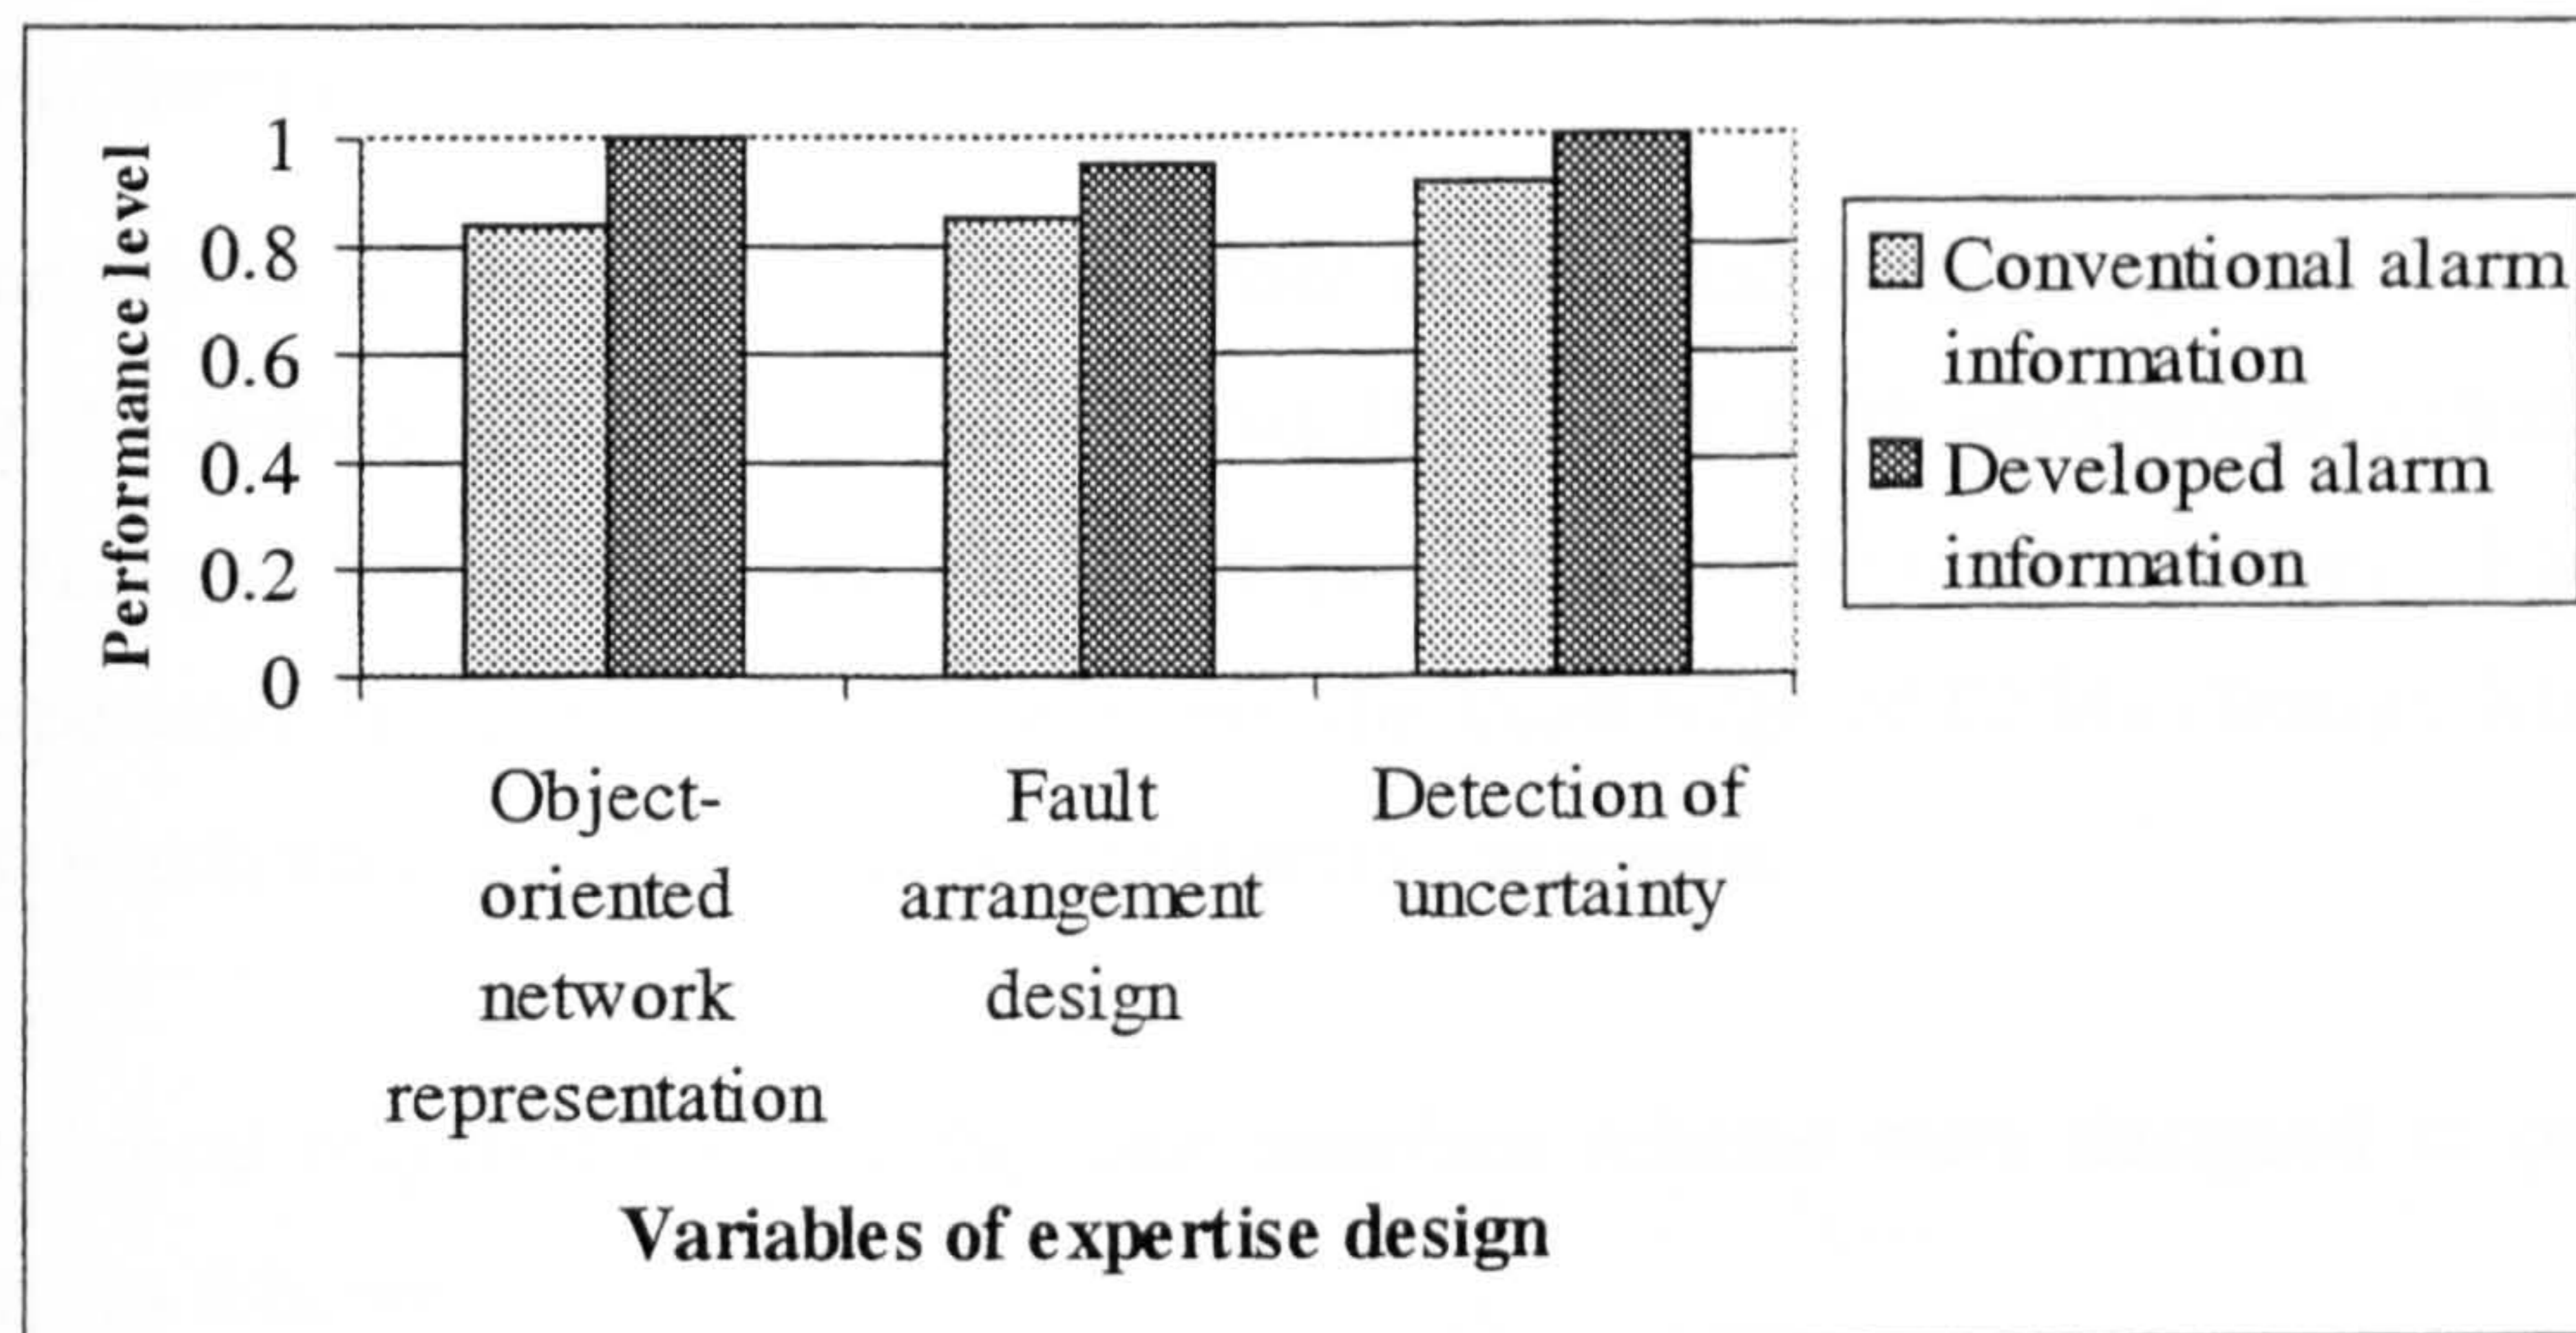 Performance level
1
0.8
0.6
0.4
0.2
0
Object-
oriented
network
representation
Fault
arrangement
design
Detection of
uncertainty
Variables of expertise design
Conventional alarm
information
Developed alarm
information